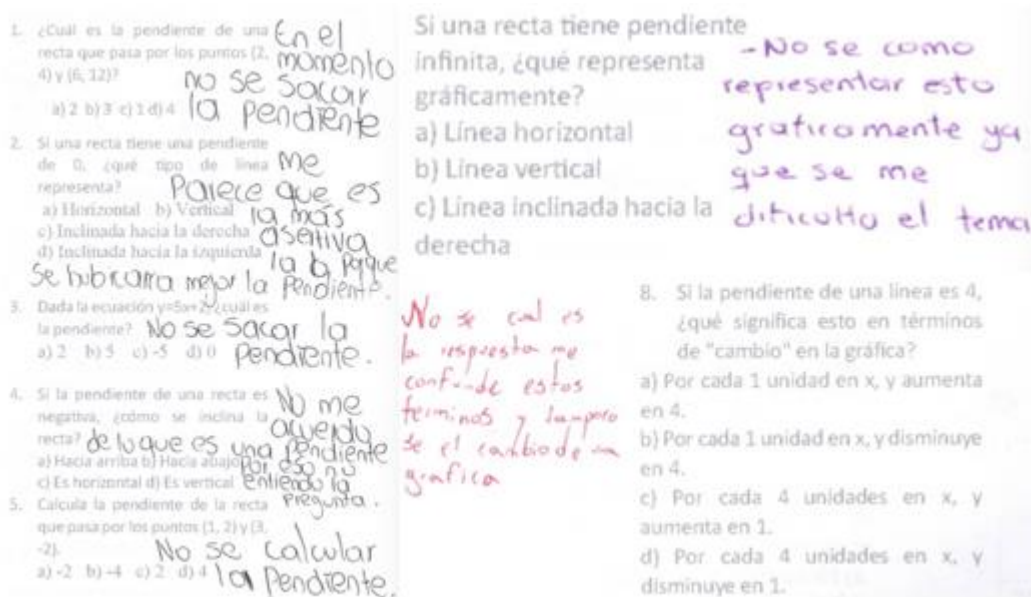 1. ¿Cuál es la pendiente de una
recta que pasa por los puntos (2,
4) y (6, 12)?
a) 2 b) 3 c) 1 d) 4
En el
momento
no se sacar
la pendiente
2. Si una recta tiene una pendiente
de 0, ¿qué tipo de línea
representa?
a) Horizontal b) Vertical
c) Inclinada hacia la derecha
d) Inclinada hacia la izquierda
me
Parece que es
la más
asertiva
la b Porque
se hubicarra mejor la Pendiente.
3. Dada la ecuación y=5x+2, ¿cuál es
la pendiente?
a) 2 b) 5 c) -5 d) 0
No se Sacar la
Pendiente.
4. Si la pendiente de una recta es
negativa, ¿cómo se inclina la
recta?
a) Hacia arriba b) Hacia abajo
c) Es horizontal d) Es vertical
No me
acuerdo
de lo que es una pendiente
Por eso no
entiendo la
pregunta.
5. Calcula la pendiente de la recta
que pasa por los puntos (1, 2) y (3,
-2).
a) -2 b) -4 c) 2 d) 4
No se calcular
la Pendiente.
Si una recta tiene pendiente
infinita, ¿qué representa
gráficamente?
a) Línea horizontal
b) Línea vertical
c) Línea inclinada hacia la
derecha
-No se como
representar esto
graficamente ya
que se me
dificulto el tema
No se cual es
la respuesta me
confunde estos
terminos y tampoco
se el cambio de una
grafica
8. Si la pendiente de una línea es 4,
¿qué significa esto en términos
de "cambio" en la gráfica?
a) Por cada 1 unidad en x, y aumenta
en 4.
b) Por cada 1 unidad en x, y disminuye
en 4.
c) Por cada 4 unidades en x, y
aumenta en 1.
d) Por cada 4 unidades en x, y
disminuye en 1.